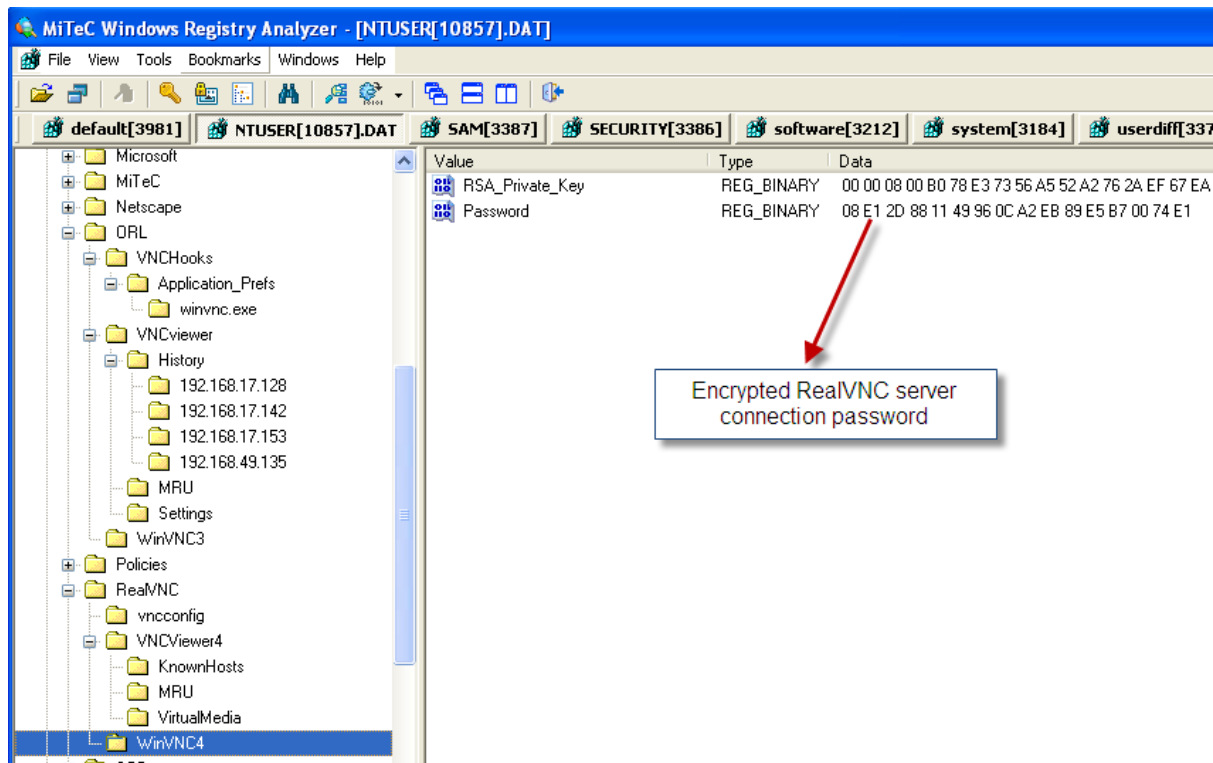 MiTeC Windows Registry Analyzer - [NTUSER[10857].DAT]
File View Tools Bookmarks Windows Help
default[3981] NTUSER[10857].DAT SAM[3387] SECURITY[3386] software[3212] system[3184] userdiff[337
Microsoft
MiTeC
Netscape
ORL
VNCHooks
Application_Prefs
winvnc.exe
VNCviewer
History
192.168.17.128
192.168.17.142
192.168.17.153
192.168.49.135
MRU
Settings
WinVNC3
Policies
RealVNC
vncconfig
VNCViewer4
KnownHosts
MRU
VirtualMedia
WinVNC4
Value Type Data
RSA_Private_Key REG_BINARY 00 00 08 00 B0 78 E3 73 56 A5 52 A2 76 2A EF 67 EA
Password REG_BINARY 08 E1 2D 88 11 49 96 0C A2 EB 89 E5 B7 00 74 E1
Encrypted RealVNC server
connection password